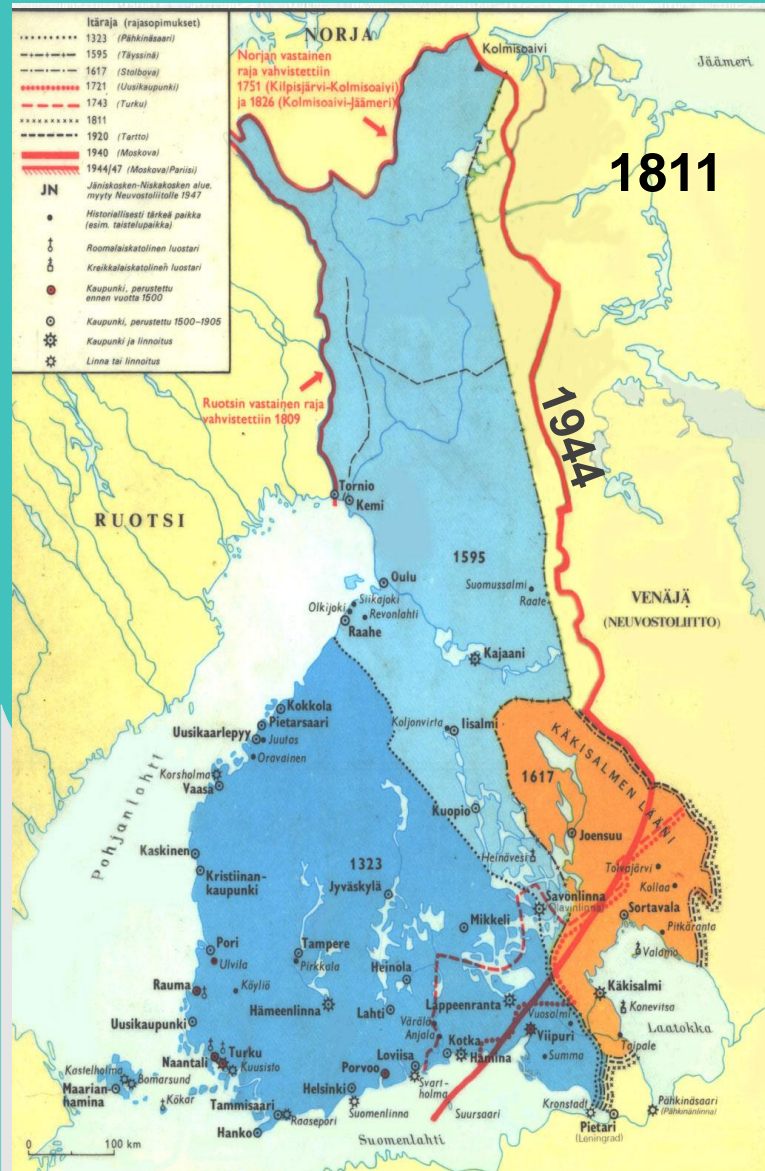 Itäraja (rajasopimukset)
1323 (Pähkinäsaari)
1595 (Täyssinä)
1617 (Stolbova)
1721 (Uusikaupunki)
1743 (Turku)
1811
1920 (Tartto)
1940 (Moskova)
1944/47 (Moskova/Pariisi)
JN Jäniskosken-Niskakosken alue,
myyty Neuvostoliitolle 1947
Historiallisesti tärkeä paikka
(esim. taistelupaikka)
Roomalaiskatolinen luostari
Kreikkalaiskatolinen luostari
Kaupunki, perustettu
ennen vuotta 1500
Kaupunki, perustettu 1500-1905
Kaupunki ja linnoitus
Linna tai linnoitus
NORJA
Norjan vastainen
raja vahvistettiin
1751 (Kilpisjärvi-Kolmisoaivi)
ja 1826 (Kolmisoaivi-Jäämeri)
Kolmisoaivi
Jäämeri
1811
1944
Ruotsin vastainen raja
vahvistettiin 1809
RUOTSI
Tornio
Kemi
1595
Oulu
Suomussalmi
Raate
VENÄJÄ
(NEUVOSTOLIITTO)
Siikajoki
Olkijoki
Revonlahti
Raahe
Kajaani
Kokkola
Pietarsaari
Uusikaarlepyy
Juutas
Oravainen
Koljonvirta
Iisalmi
KÄKISALMEN LÄÄNI
1617
Korsholma
Vaasa
Pohjanlahti
Kuopio
Joensuu
Kaskinen
Kristiinan-
kaupunki
1323
Jyväskylä
Heinävesi
Tolvajärvi
Kollaa
Savonlinna
(Olavinlinna)
Sortavala
Pitkäranta
Mikkeli
Pori
Ulvila
Tampere
Pirkkala
Heinola
Valamo
Rauma
Köyliö
Hämeenlinna
Lahti
Lappeenranta
Käkisalmi
Konevitsa
Vuosalmi
Laatokka
Uusikaupunki
Värälä
Anjala
Viipuri
Taipale
Turku
Naantali
Kuusisto
Loviisa
Kotka
Hamina
Summa
Kastelholma
Bomarsund
Maarian-
hamina
Kökar
Porvoo
Helsinki
Svart-
holma
Tammisaari
Raasepori
Suomenlinna
Suursaari
Kronstadt
Pähkinäsaari
(Pähkinänlinna)
Pietari
(Leningrad)
Hanko
Suomenlahti
0 100 km